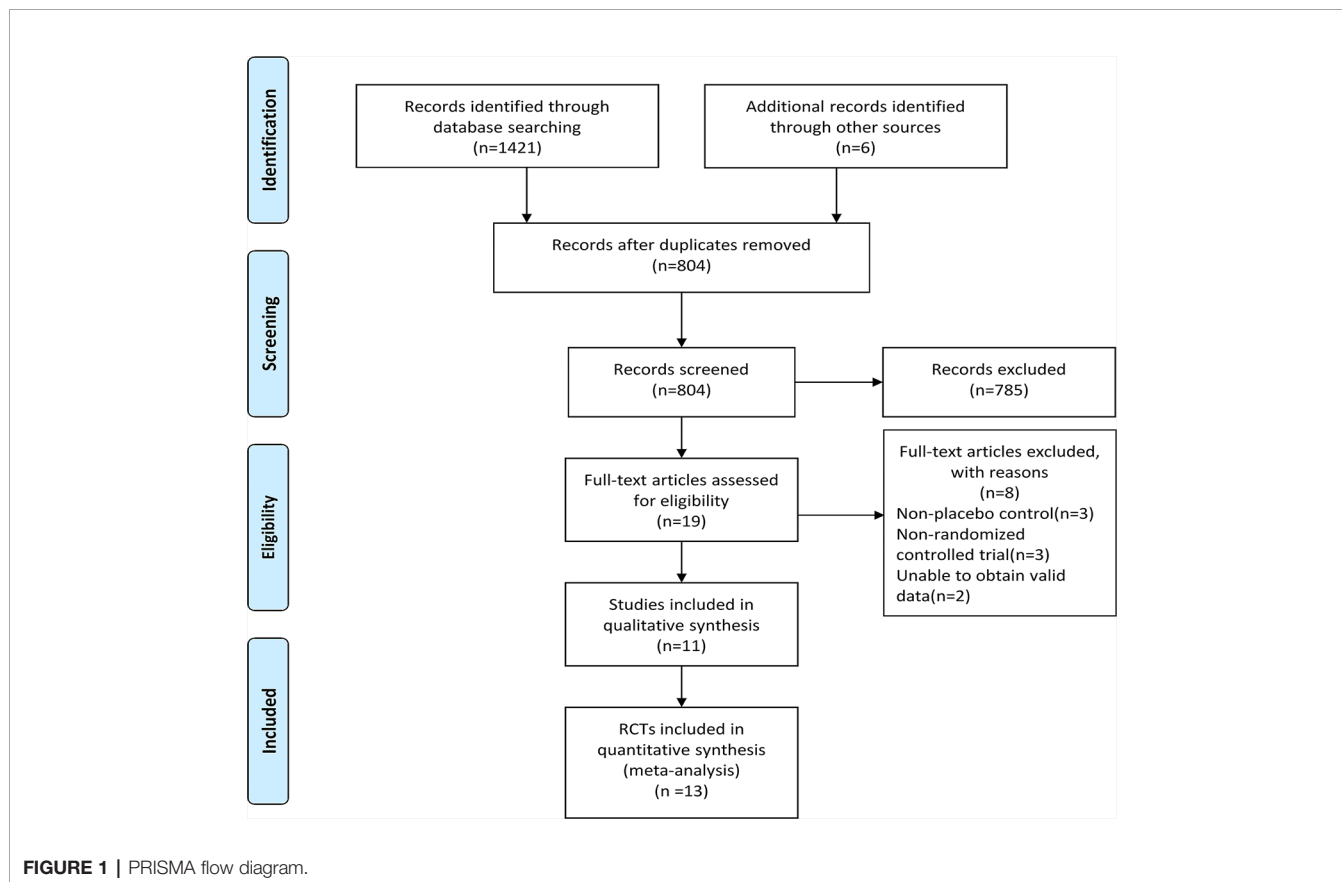 Identification
Records identified through
database searching
(n=1421)
Additional records identified
through other sources
(n=6)
Records after duplicates removed
(n=804)
Screening
Records screened
(n=804)
Records excluded
(n=785)
Eligibility
Full-text articles assessed
for eligibility
(n=19)
Full-text articles excluded,
with reasons
(n=8)
Non-placebo control(n=3)
Non-randomized
controlled trial(n=3)
Unable to obtain valid
data(n=2)
Studies included in
qualitative synthesis
(n=11)
Included
RCTs included in
quantitative synthesis
(meta-analysis)
(n =13)
FIGURE 1 | PRISMA flow diagram.